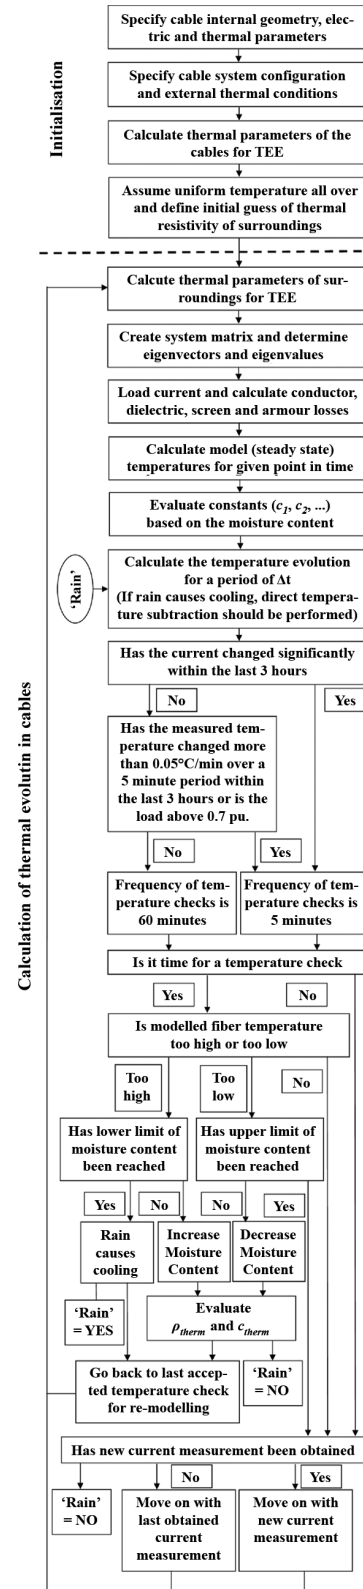 Initialisation
Specify cable internal geometry, elec-
tric and thermal parameters
Specify cable system configuration
and external thermal conditions
Calculate thermal parameters of the
cables for TEE
Assume uniform temperature all over
and define initial guess of thermal
resistivity of surroundings
Calculation of thermal evolutin in cables
Calcute thermal parameters of sur-
roundings for TEE
Create system matrix and determine
eigenvectors and eigenvalues
Load current and calculate conductor,
dielectric, screen and armour losses
Calculate model (steady state)
temperatures for given point in time
Evaluate constants (c1, c2, ...)
based on the moisture content
'Rain'
Calculate the temperature evolution
for a period of Δt
(If rain causes cooling, direct tempera-
ture subtraction should be performed)
Has the current changed significantly
within the last 3 hours
No
Yes
Has the measured tem-
perature changed more
than 0.05°C/min over a
5 minute period within
the last 3 hours or is the
load above 0.7 pu.
No
Yes
Frequency of tem-
perature checks is
60 minutes
Frequency of tem-
perature checks is
5 minutes
Is it time for a temperature check
Yes
No
Is modelled fiber temperature
too high or too low
Too
high
Too
low
No
Has lower limit of
moisture content
been reached
Has upper limit of
moisture content
been reached
Yes
No
No
Yes
Rain
causes
cooling
Increase
Moisture
Content
Decrease
Moisture
Content
'Rain'
= YES
Evaluate
ρtherm and ctherm
Go back to last accep-
ted temperature check
for re-modelling
'Rain'
= NO
Has new current measurement been obtained
No
Yes
'Rain'
= NO
Move on with
last obtained
current
measurement
Move on with
new current
measurement